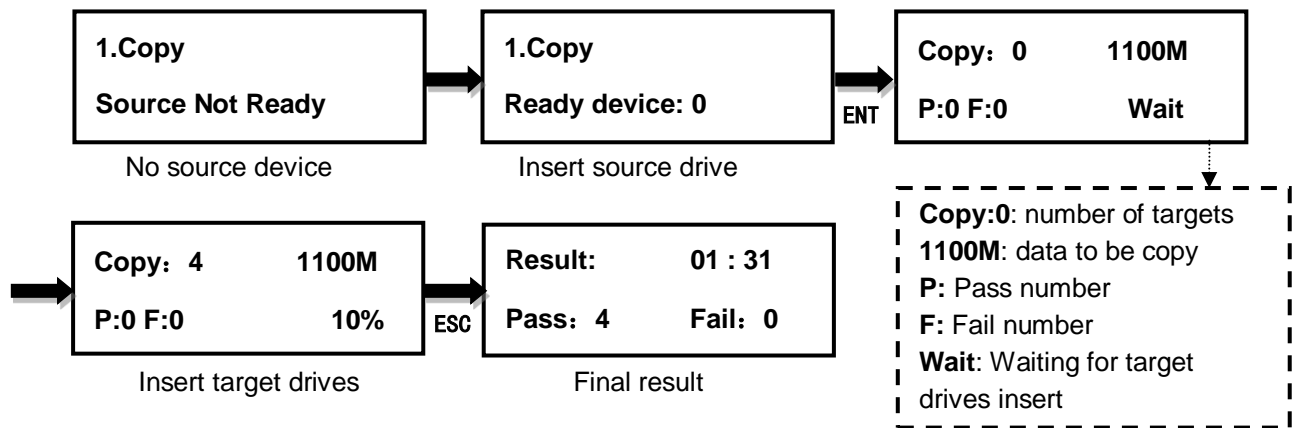 1.Copy
Source Not Ready
No source device
1.Copy
Ready device: 0
Insert source drive
ENT
Copy：0 1100M
P:0 F:0 Wait
Copy:0: number of targets
1100M: data to be copy
P: Pass number
F: Fail number
Wait: Waiting for target
drives insert
Copy：4 1100M
P:0 F:0 10%
Insert target drives
ESC
Result: 01 : 31
Pass：4 Fail：0
Final result